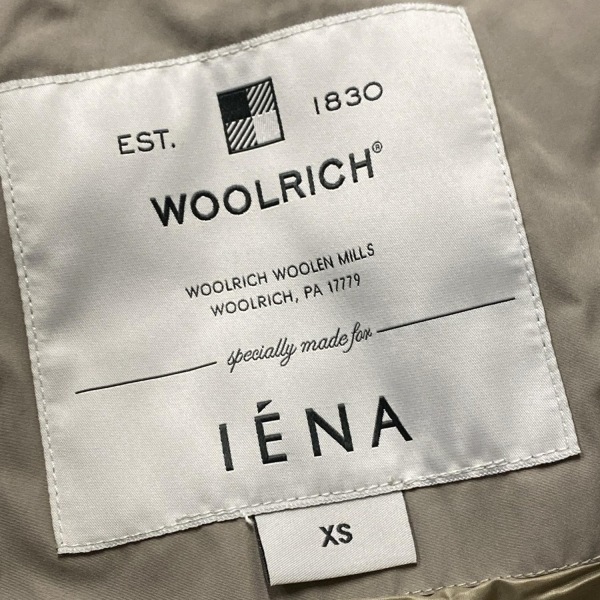 EST. 1830
WOOLRICH®
WOOLRICH WOOLEN MILLS
WOOLRICH, PA 17779
specially made for
IÉNA
XS